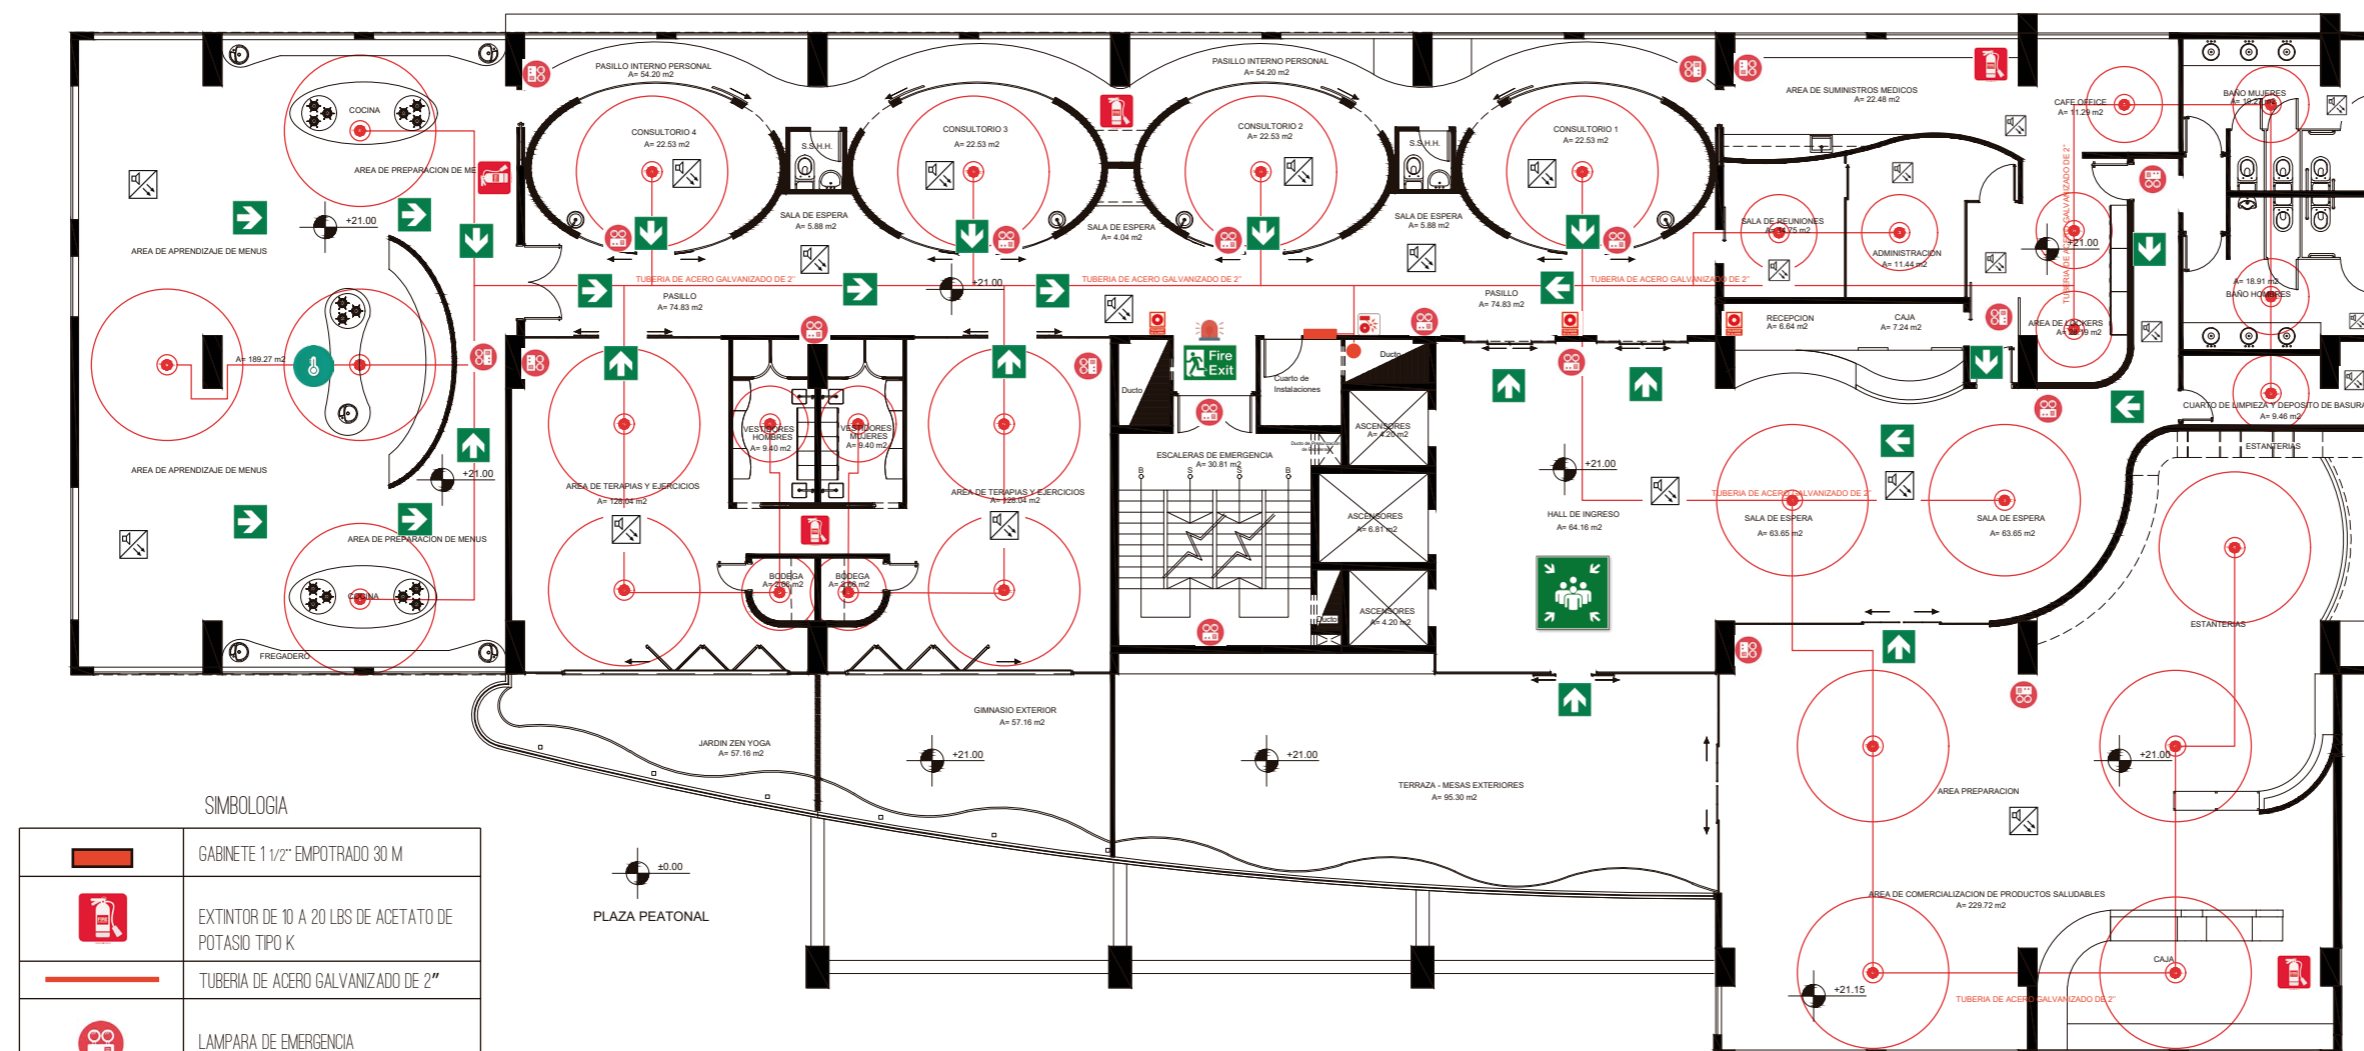 PASILLO INTERNO PERSONAL
A= 54.20 m2
PASILLO INTERNO PERSONAL
A= 54.20 m2
AREA DE SUMINISTROS MEDICOS
A= 22.48 m2
CAFE OFFICE
A= 11.29 m2
BAÑO MUJERES
COCINA
CONSULTORIO 4
A= 22.53 m2
CONSULTORIO 3
A= 22.53 m2
CONSULTORIO 2
A= 22.53 m2
CONSULTORIO 1
A= 22.53 m2
S.S.H.H.
S.S.H.H.
AREA DE PREPARACION DE ME
+21.00
AREA DE APRENDIZAJE DE MENUS
SALA DE ESPERA
A= 5.88 m2
SALA DE ESPERA
A= 4.04 m2
SALA DE ESPERA
A= 5.88 m2
SALA DE REUNIONES
ADMINISTRACION
A= 11.44 m2
+21.00
TUBERIA DE ACERO GALVANIZADO DE 2"
TUBERIA DE ACERO GALVANIZADO DE 2"
TUBERIA DE ACERO GALVANIZADO DE 2"
TUBERIA DE ACERO GALVANIZADO DE 2"
+21.00
PASILLO
A= 74.83 m2
PASILLO
A= 74.83 m2
A= 18.91 m2
BAÑO HOMBRES
RECEPCION
A= 6.64 m2
CAJA
A= 7.24 m2
AREA DE LOCKERS
A= 189.27 m2
Fire
Exit
Ducto
Ducto
Cuarto de
Instalaciones
CUARTO DE LIMPIEZA Y DEPOSITO DE BASURA
A= 9.46 m2
VESTIDORES
HOMBRES
A= 9.40 m2
VESTIDORES
MUJERES
A= 9.40 m2
ASCENSORES
A= 4.20 m2
ESTANTERIAS
AREA DE APRENDIZAJE DE MENUS
+21.00
ESCALERAS DE EMERGENCIA
A= 30.81 m2
B S S B
+21.00
AREA DE TERAPIAS Y EJERCICIOS
A= 128.04 m2
AREA DE TERAPIAS Y EJERCICIOS
A= 128.04 m2
TUBERIA DE ACERO GALVANIZADO DE 2"
ASCENSORES
A= 6.81 m2
HALL DE INGRESO
A= 64.16 m2
SALA DE ESPERA
A= 63.65 m2
SALA DE ESPERA
A= 63.65 m2
AREA DE PREPARACION DE MENUS
COCINA
BODEGA
BODEGA
ASCENSORES
A= 4.20 m2
Ducto
ESTANTERIAS
FREGADERO
GIMNASIO EXTERIOR
A= 57.16 m2
JARDIN ZEN YOGA
A= 57.16 m2
+21.00
+21.00
+21.00
TERRAZA - MESAS EXTERIORES
A= 95.30 m2
AREA PREPARACION
±0.00
PLAZA PEATONAL
AREA DE COMERCIALIZACION DE PRODUCTOS SALUDABLES
A= 229.72 m2
CAJA
+21.15
TUBERIA DE ACERO GALVANIZADO DE 2"
SIMBOLOGIA
GABINETE 1 1/2" EMPOTRADO 30 M
EXTINTOR DE 10 A 20 LBS DE ACETATO DE
POTASIO TIPO K
TUBERIA DE ACERO GALVANIZADO DE 2"
LAMPARA DE EMERGENCIA